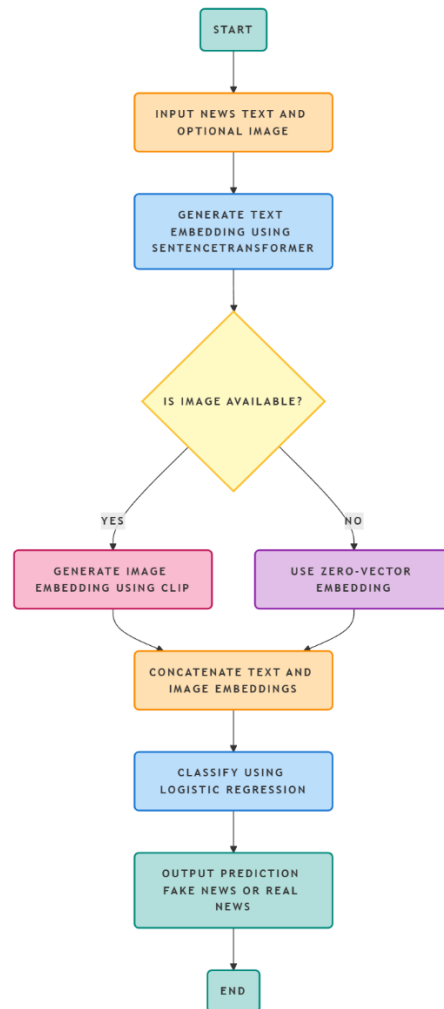 START
INPUT NEWS TEXT AND
OPTIONAL IMAGE
GENERATE TEXT
EMBEDDING USING
SENTENCETRANSFORMER
IS IMAGE AVAILABLE?
YES
NO
GENERATE IMAGE
EMBEDDING USING CLIP
USE ZERO-VECTOR
EMBEDDING
CONCATENATE TEXT AND
IMAGE EMBEDDINGS
CLASSIFY USING
LOGISTIC REGRESSION
OUTPUT PREDICTION
FAKE NEWS OR REAL
NEWS
END